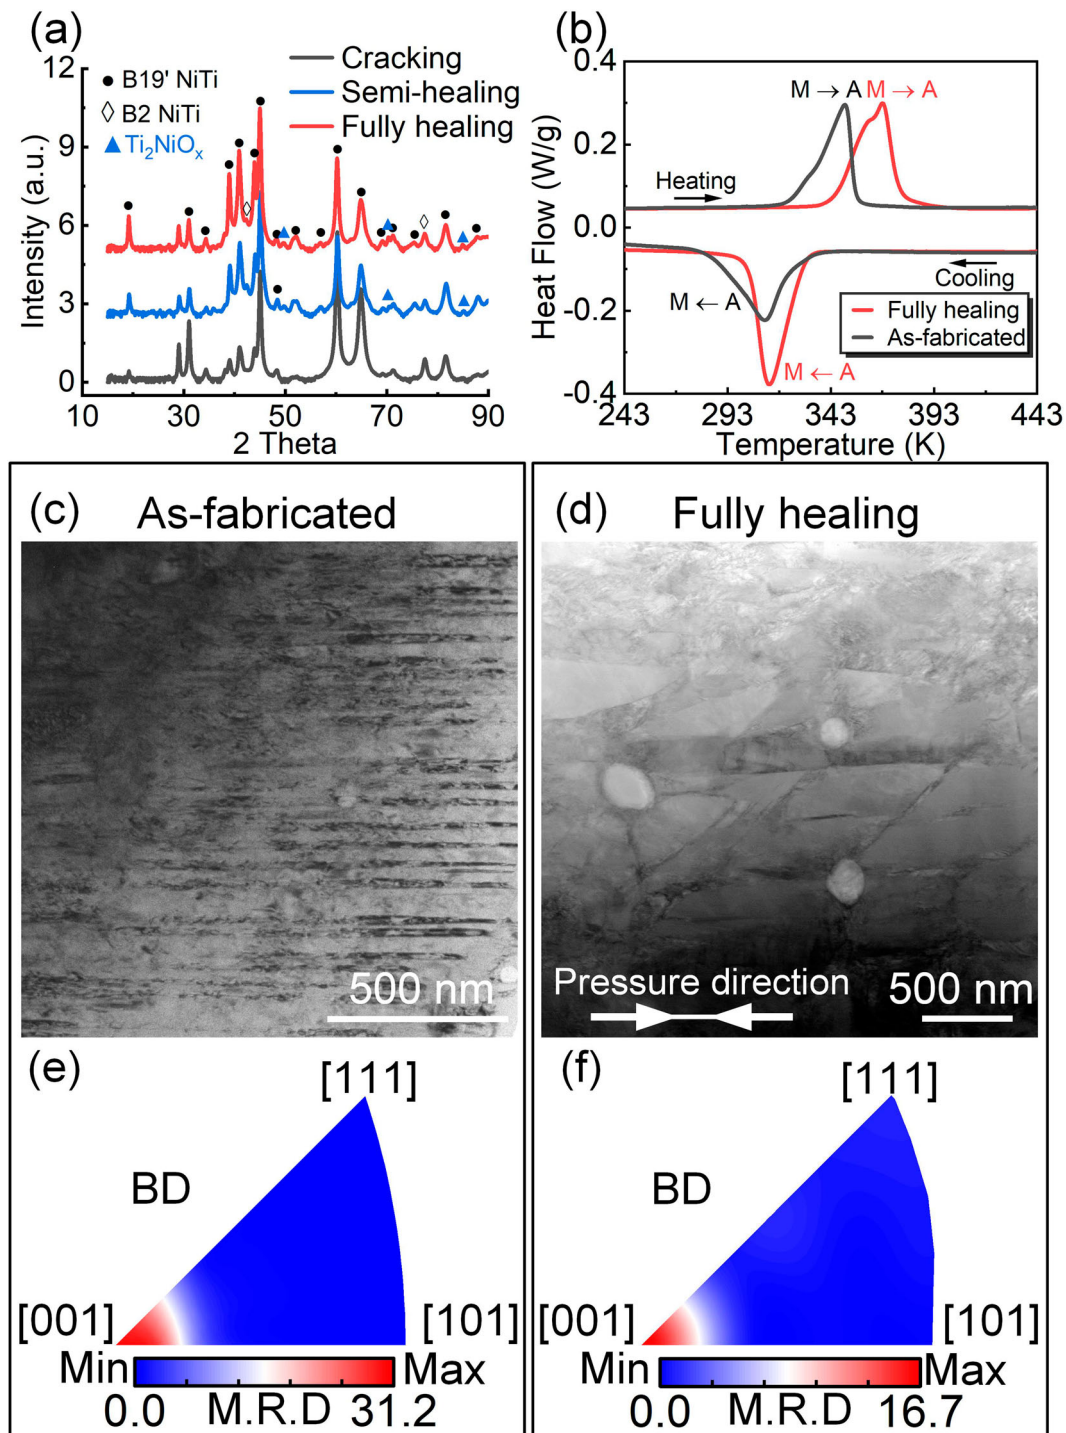 (a)
12
9
6
3
0
Intensity (a.u.)
B19' NiTi
B2 NiTi
Ti₂NiOₓ
Cracking
Semi-healing
Fully healing
15
30
50
70
90
2 Theta
(b)
0.4
0.2
0.0
-0.2
-0.4
Heat Flow (W/g)
M → A
M → A
Heating
Cooling
M ← A
M ← A
Fully healing
As-fabricated
243
293
343
393
443
Temperature (K)
(c)
As-fabricated
500 nm
(d)
Fully healing
Pressure direction
500 nm
(e)
[111]
BD
[001]
[101]
Min
Max
0.0
M.R.D
31.2
(f)
[111]
BD
[001]
[101]
Min
Max
0.0
M.R.D
16.7